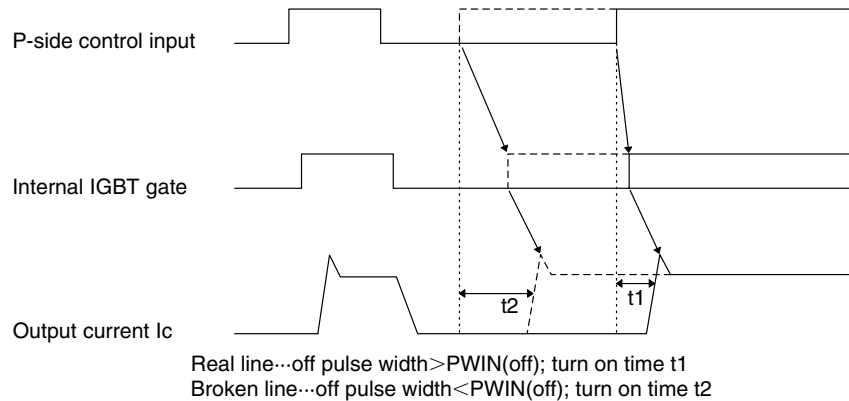 P-side control input
Internal IGBT gate
t2
t1
Output current Ic
Real line···off pulse width>PWIN(off); turn on time t1
Broken line···off pulse width<PWIN(off); turn on time t2